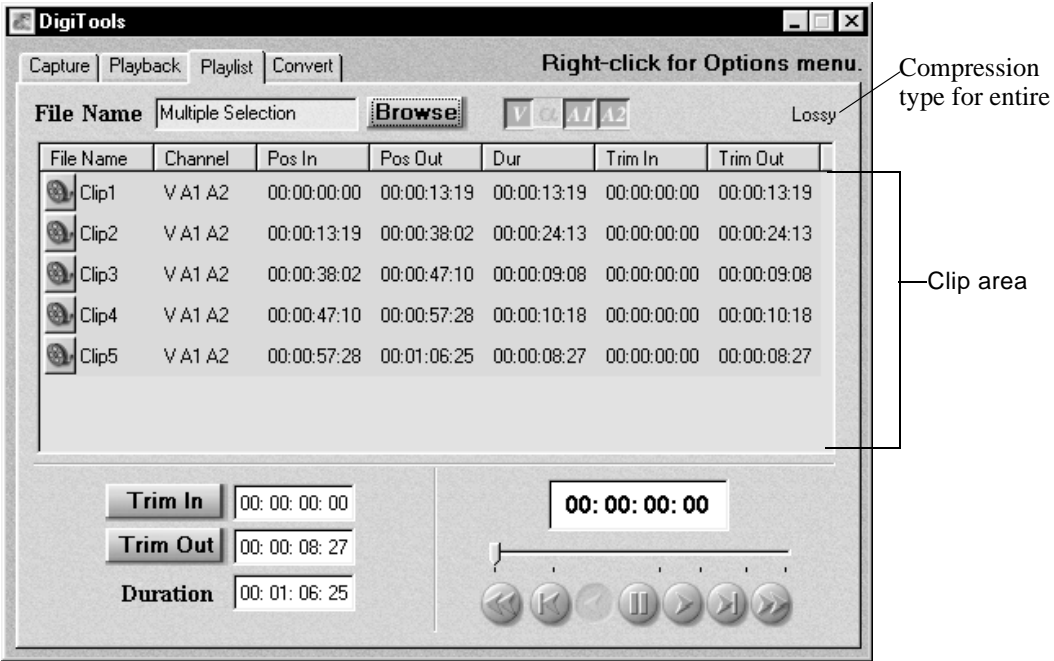 DigiTools
Capture Playback Playlist Convert Right-click for Options menu.
File Name Multiple Selection Browse V α A1 A2 Lossy
Compression
type for entire
File Name Channel Pos In Pos Out Dur Trim In Trim Out
Clip1 V A1 A2 00:00:00:00 00:00:13:19 00:00:13:19 00:00:00:00 00:00:13:19
Clip2 V A1 A2 00:00:13:19 00:00:38:02 00:00:24:13 00:00:00:00 00:00:24:13
Clip3 V A1 A2 00:00:38:02 00:00:47:10 00:00:09:08 00:00:00:00 00:00:09:08
Clip area
Clip4 V A1 A2 00:00:47:10 00:00:57:28 00:00:10:18 00:00:00:00 00:00:10:18
Clip5 V A1 A2 00:00:57:28 00:01:06:25 00:00:08:27 00:00:00:00 00:00:08:27
Trim In 00: 00: 00: 00
00: 00: 00: 00
Trim Out 00: 00: 08: 27
Duration 00: 01: 06: 25